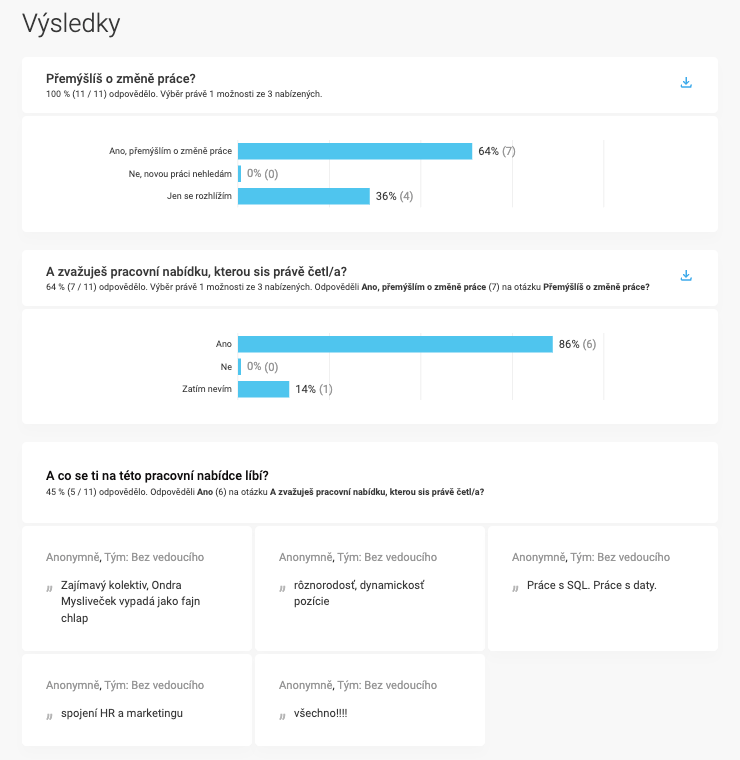 Výsledky
Přemýšlíš o změně práce?
100 % (11 / 11) odpovědělo. Výběr právě 1 možnosti ze 3 nabízených.
Ano, přemýšlím o změně práce 64% (7)
Ne, novou práci nehledám 0% (0)
Jen se rozhlížím 36% (4)
A zvažuješ pracovní nabídku, kterou sis právě četl/a?
64 % (7 / 11) odpovědělo. Výběr právě 1 možnosti ze 3 nabízených. Odpověděli Ano, přemýšlím o změně práce (7) na otázku Přemýšlíš o změně práce?
Ano 86% (6)
Ne 0% (0)
Zatím nevím 14% (1)
A co se ti na této pracovní nabídce líbí?
45 % (5 / 11) odpovědělo. Odpověděli Ano (6) na otázku A zvažuješ pracovní nabídku, kterou sis právě četl/a?
Anonymně, Tým: Bez vedoucího
„ Zajímavý kolektiv, Ondra
Mysliveček vypadá jako fajn
chlap
Anonymně, Tým: Bez vedoucího
„ rôznorodosť, dynamickosť
pozície
Anonymně, Tým: Bez vedoucího
„ Práce s SQL. Práce s daty.
Anonymně, Tým: Bez vedoucího
„ spojení HR a marketingu
Anonymně, Tým: Bez vedoucího
„ všechno!!!!